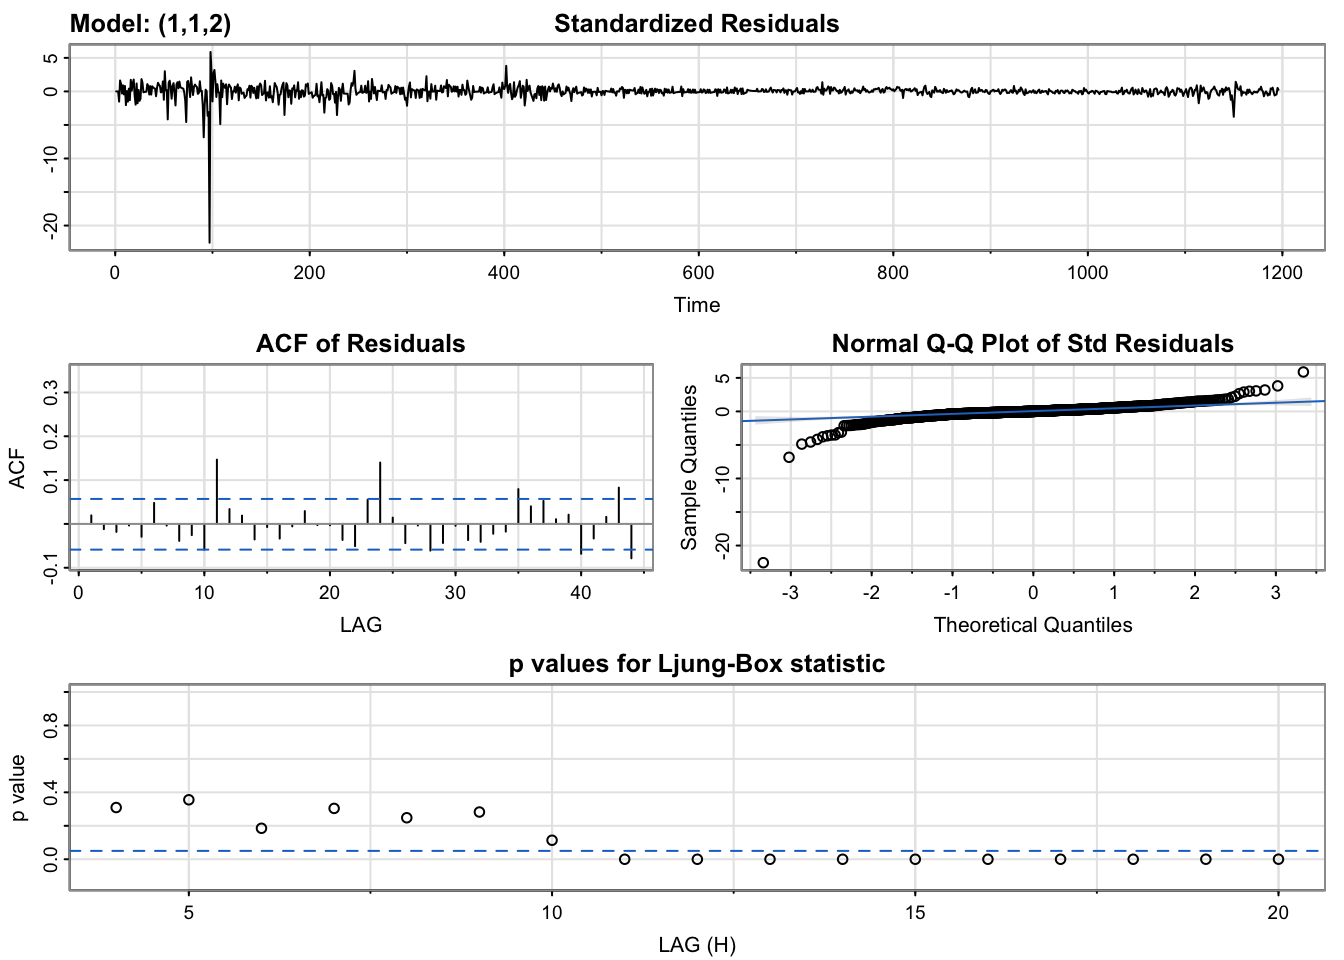 Model: (1,1,2) Standardized Residuals
5
0
-10
-20
0 200 400 600 800 1000 1200
Time
ACF of Residuals
ACF
0.3
0.2
0.1
-0.1
0 10 20 30 40
LAG
Normal Q-Q Plot of Std Residuals
Sample Quantiles
5
0
-10
-20
-3 -2 -1 0 1 2 3
Theoretical Quantiles
p values for Ljung-Box statistic
p value
0.8
0.4
0.0
5 10 15 20
LAG (H)